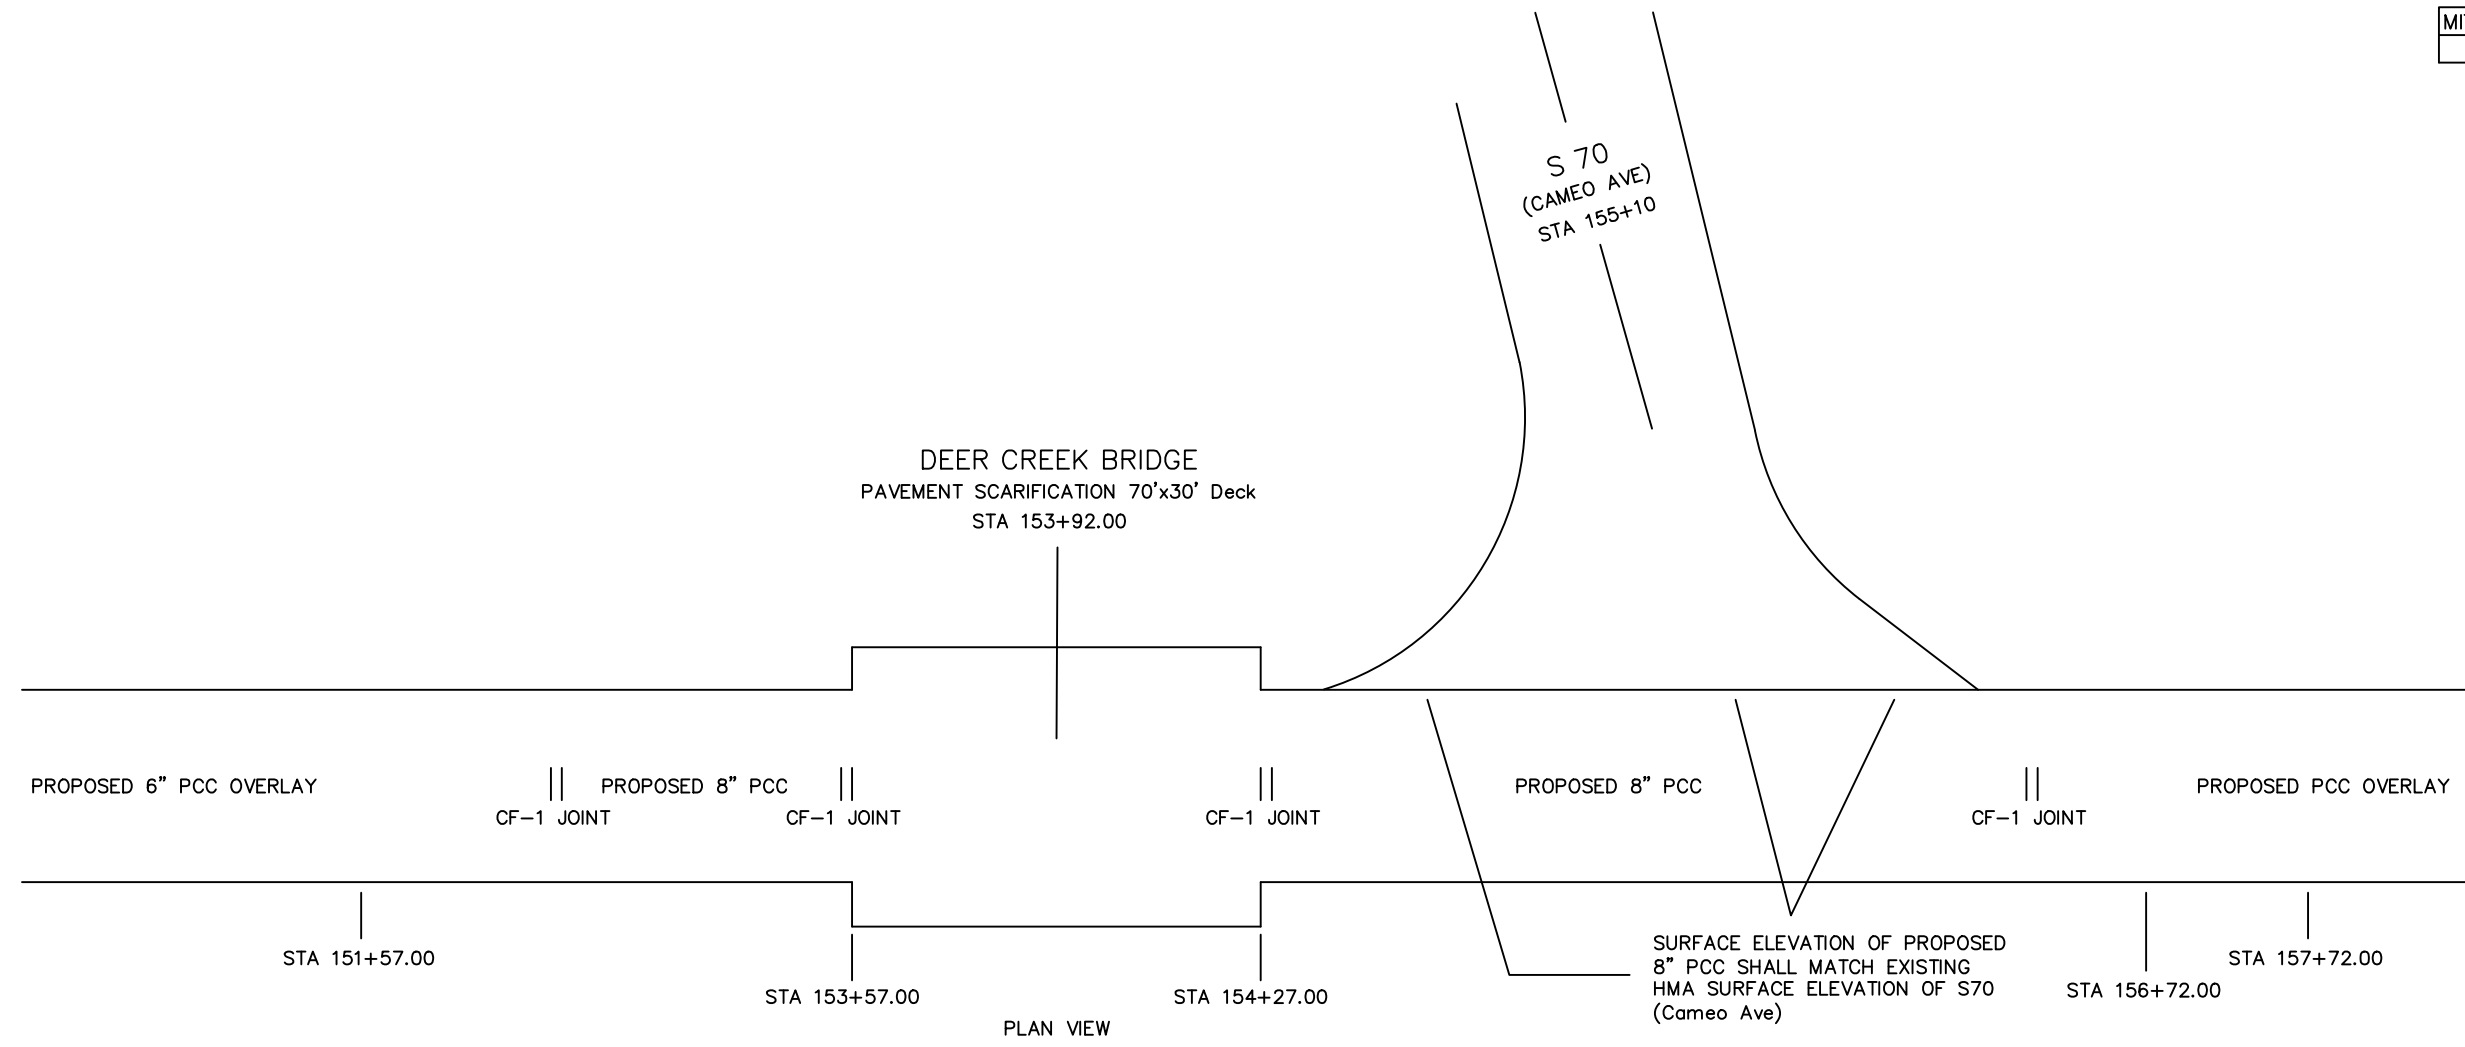 S 70
(CAMEO AVE)
STA 155+10
DEER CREEK BRIDGE
PAVEMENT SCARIFICATION 70'x30' Deck
STA 153+92.00
PROPOSED 6" PCC OVERLAY
CF-1 JOINT
PROPOSED 8" PCC
CF-1 JOINT
CF-1 JOINT
PROPOSED 8" PCC
CF-1 JOINT
PROPOSED PCC OVERLAY
STA 151+57.00
STA 153+57.00
STA 154+27.00
SURFACE ELEVATION OF PROPOSED
8" PCC SHALL MATCH EXISTING
HMA SURFACE ELEVATION OF S70
(Cameo Ave)
STA 156+72.00
STA 157+72.00
PLAN VIEW